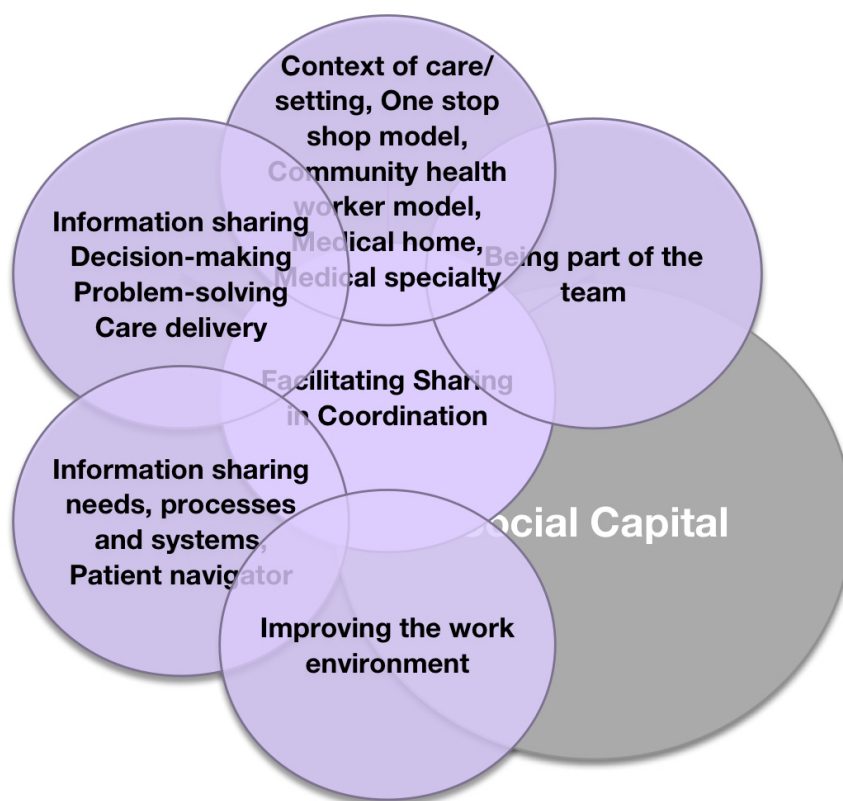 Context of care/
setting, One stop
shop model,
Community health
worker model,
Medical home,
Medical specialty
Information sharing
Decision-making
Problem-solving
Care delivery
Being part of the
team
Facilitating Sharing
in Coordination
Information sharing
needs, processes
and systems,
Patient navigator
Social Capital
Improving the work
environment